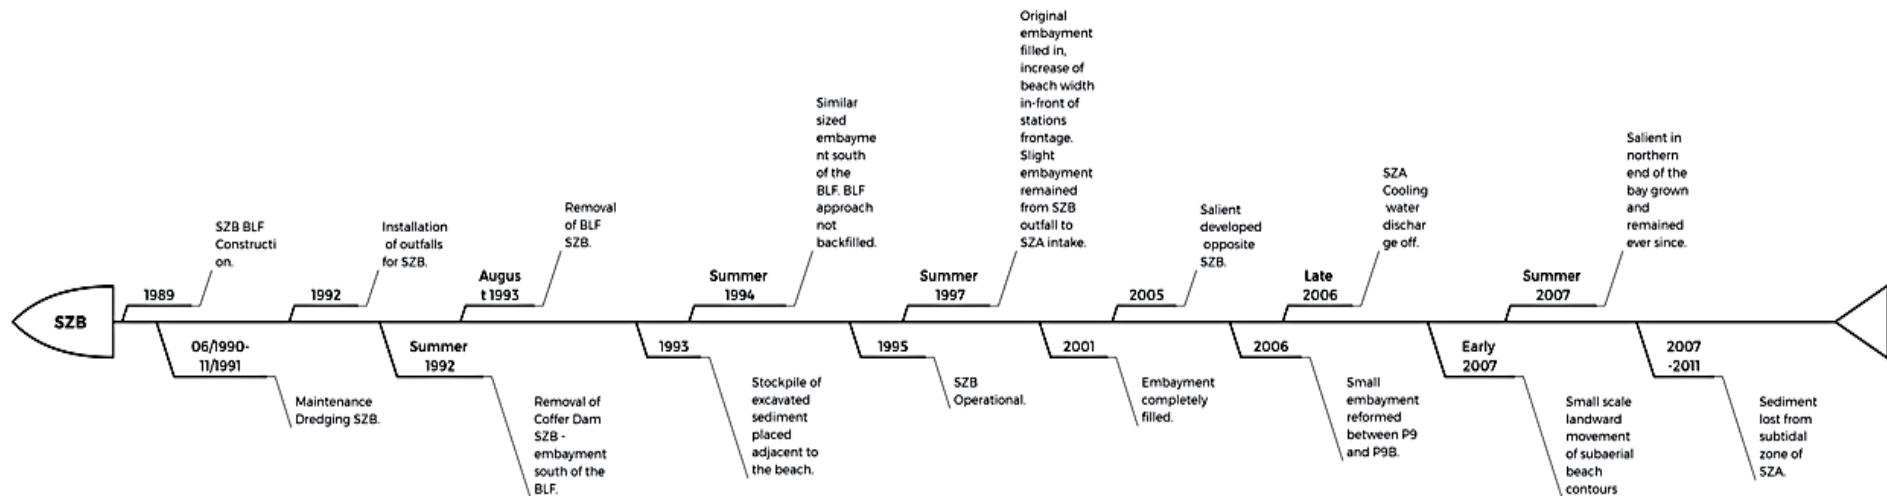 SZB
1989
SZB BLF
Constructi
on.
06/1990-
11/1991
Maintenance
Dredging SZB.
1992
Installation
of outfalls
for SZB.
Summer
1992
Removal of
Coffer Dam
SZB -
embayment
south of the
BLF.
Augus
t 1993
Removal
of BLF
SZB.
1993
Stockpile of
excavated
sediment
placed
adjacent to
the beach.
Summer
1994
Similar
sized
embayme
nt south
of the
BLF. BLF
approach
not
backfilled.
1995
SZB
Operational.
Summer
1997
Original
embayment
filled in,
increase of
beach width
in-front of
stations
frontage.
Slight
embayment
remained
from SZB
outfall to
SZA intake.
2001
Embayment
completely
filled.
2005
Salient
developed
opposite
SZB.
2006
Small
embayment
reformed
between P9
and P9B.
Late
2006
SZA
Cooling
water
dischar
ge off.
Early
2007
Small scale
landward
movement
of subaerial
beach
contours
Summer
2007
Salient in
northern
end of the
bay grown
and
remained
ever since.
2007
-2011
Sediment
lost from
subtidal
zone of
SZA.